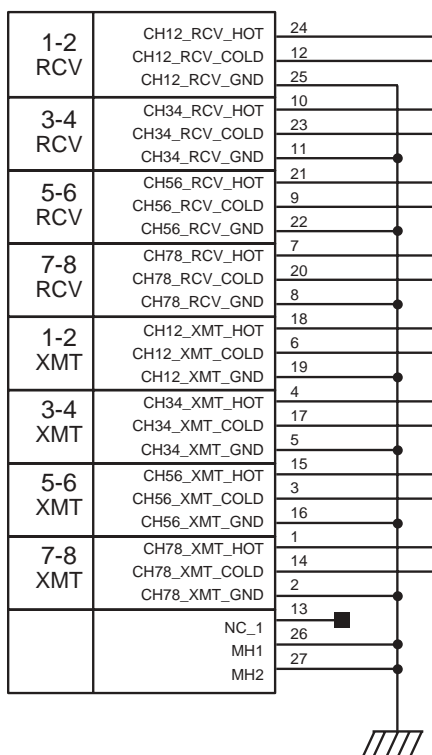 1-2
RCV
CH12_RCV_HOT 24
CH12_RCV_COLD 12
CH12_RCV_GND 25
3-4
RCV
CH34_RCV_HOT 10
CH34_RCV_COLD 23
CH34_RCV_GND 11
5-6
RCV
CH56_RCV_HOT 21
CH56_RCV_COLD 9
CH56_RCV_GND 22
7-8
RCV
CH78_RCV_HOT 7
CH78_RCV_COLD 20
CH78_RCV_GND 8
1-2
XMT
CH12_XMT_HOT 18
CH12_XMT_COLD 6
CH12_XMT_GND 19
3-4
XMT
CH34_XMT_HOT 4
CH34_XMT_COLD 17
CH34_XMT_GND 5
5-6
XMT
CH56_XMT_HOT 15
CH56_XMT_COLD 3
CH56_XMT_GND 16
7-8
XMT
CH78_XMT_HOT 1
CH78_XMT_COLD 14
CH78_XMT_GND 2
NC_1 13
MH1 26
MH2 27